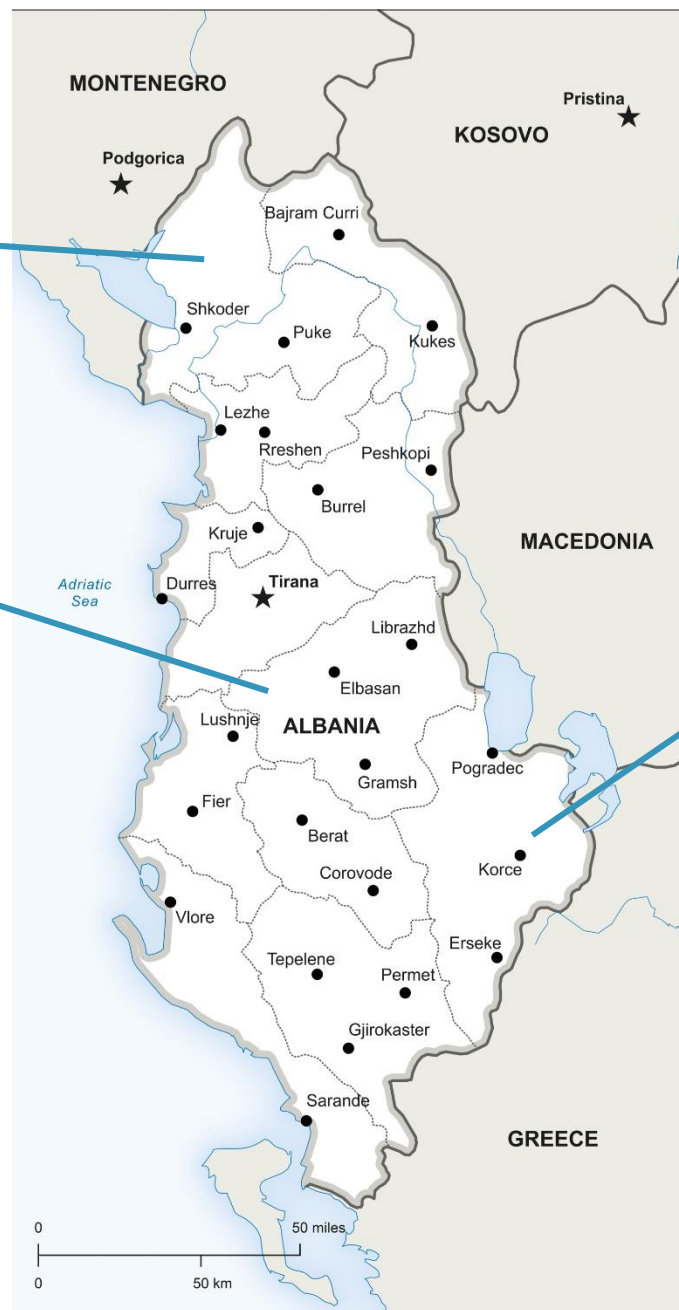 MONTENEGRO
Pristina
KOSOVO
Podgorica
Bajram Curri
Shkoder
Puke
Kukes
Lezhe
Rreshen
Peshkopi
Burrel
Kruje
MACEDONIA
Adriatic
Sea
Durres
Tirana
Librazhd
Elbasan
Lushnje
ALBANIA
Pogradec
Gramsh
Fier
Berat
Korce
Corovode
Vlore
Erseke
Tepelene
Permet
Gjirokaster
Sarande
GREECE
0 50 miles
0 50 km